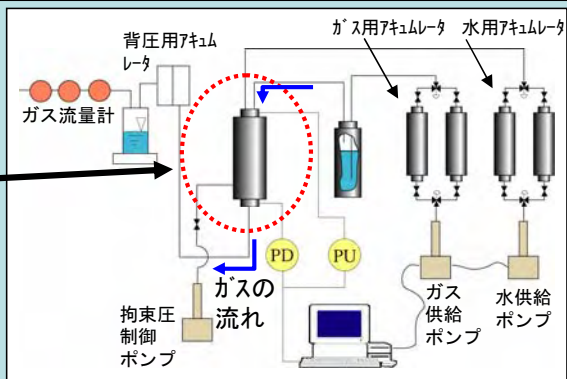 背圧用ｱｷｭﾑ
ﾚｰﾀ
ｶﾞｽ用ｱｷｭﾑﾚｰﾀ
水用ｱｷｭﾑﾚｰﾀ
ガス流量計
PD
PU
ｶﾞｽの
流れ
拘束圧
制御
ポンプ
ガス
供給
ポンプ
水供給
ポンプ